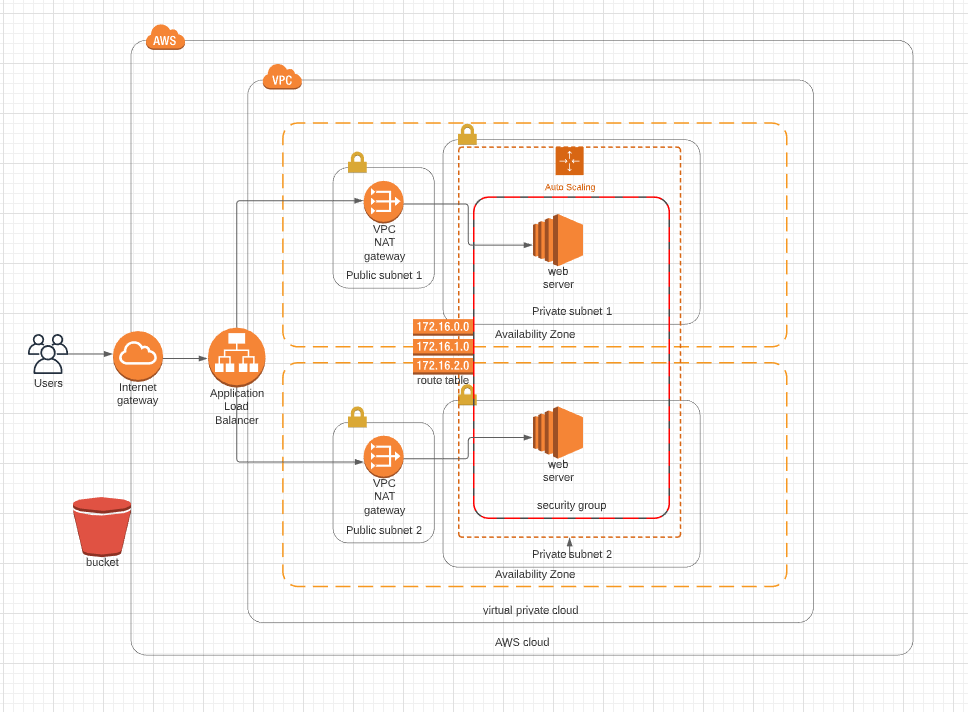 AWS
VPC
Auto Scaling
VPC
NAT
gateway
Public subnet 1
web
server
Private subnet 1
172.16.0.0
Availability Zone
172.16.1.0
172.16.2.0
route table
Users
Internet
gateway
Application
Load
Balancer
VPC
NAT
gateway
Public subnet 2
web
server
security group
Private subnet 2
Availability Zone
bucket
virtual private cloud
AWS cloud